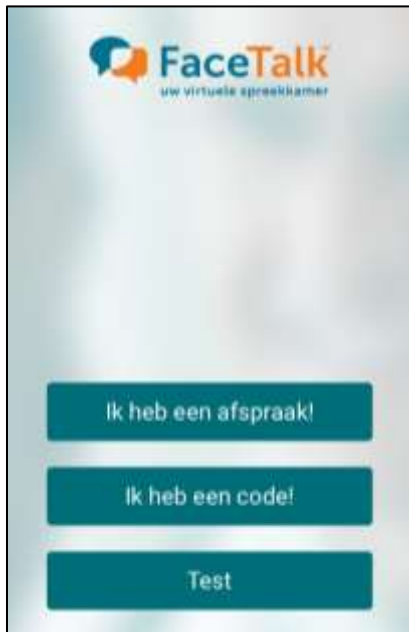 FaceTalk
uw virtuele spreekkamer
Ik heb een afspraak!
Ik heb een code!
Test